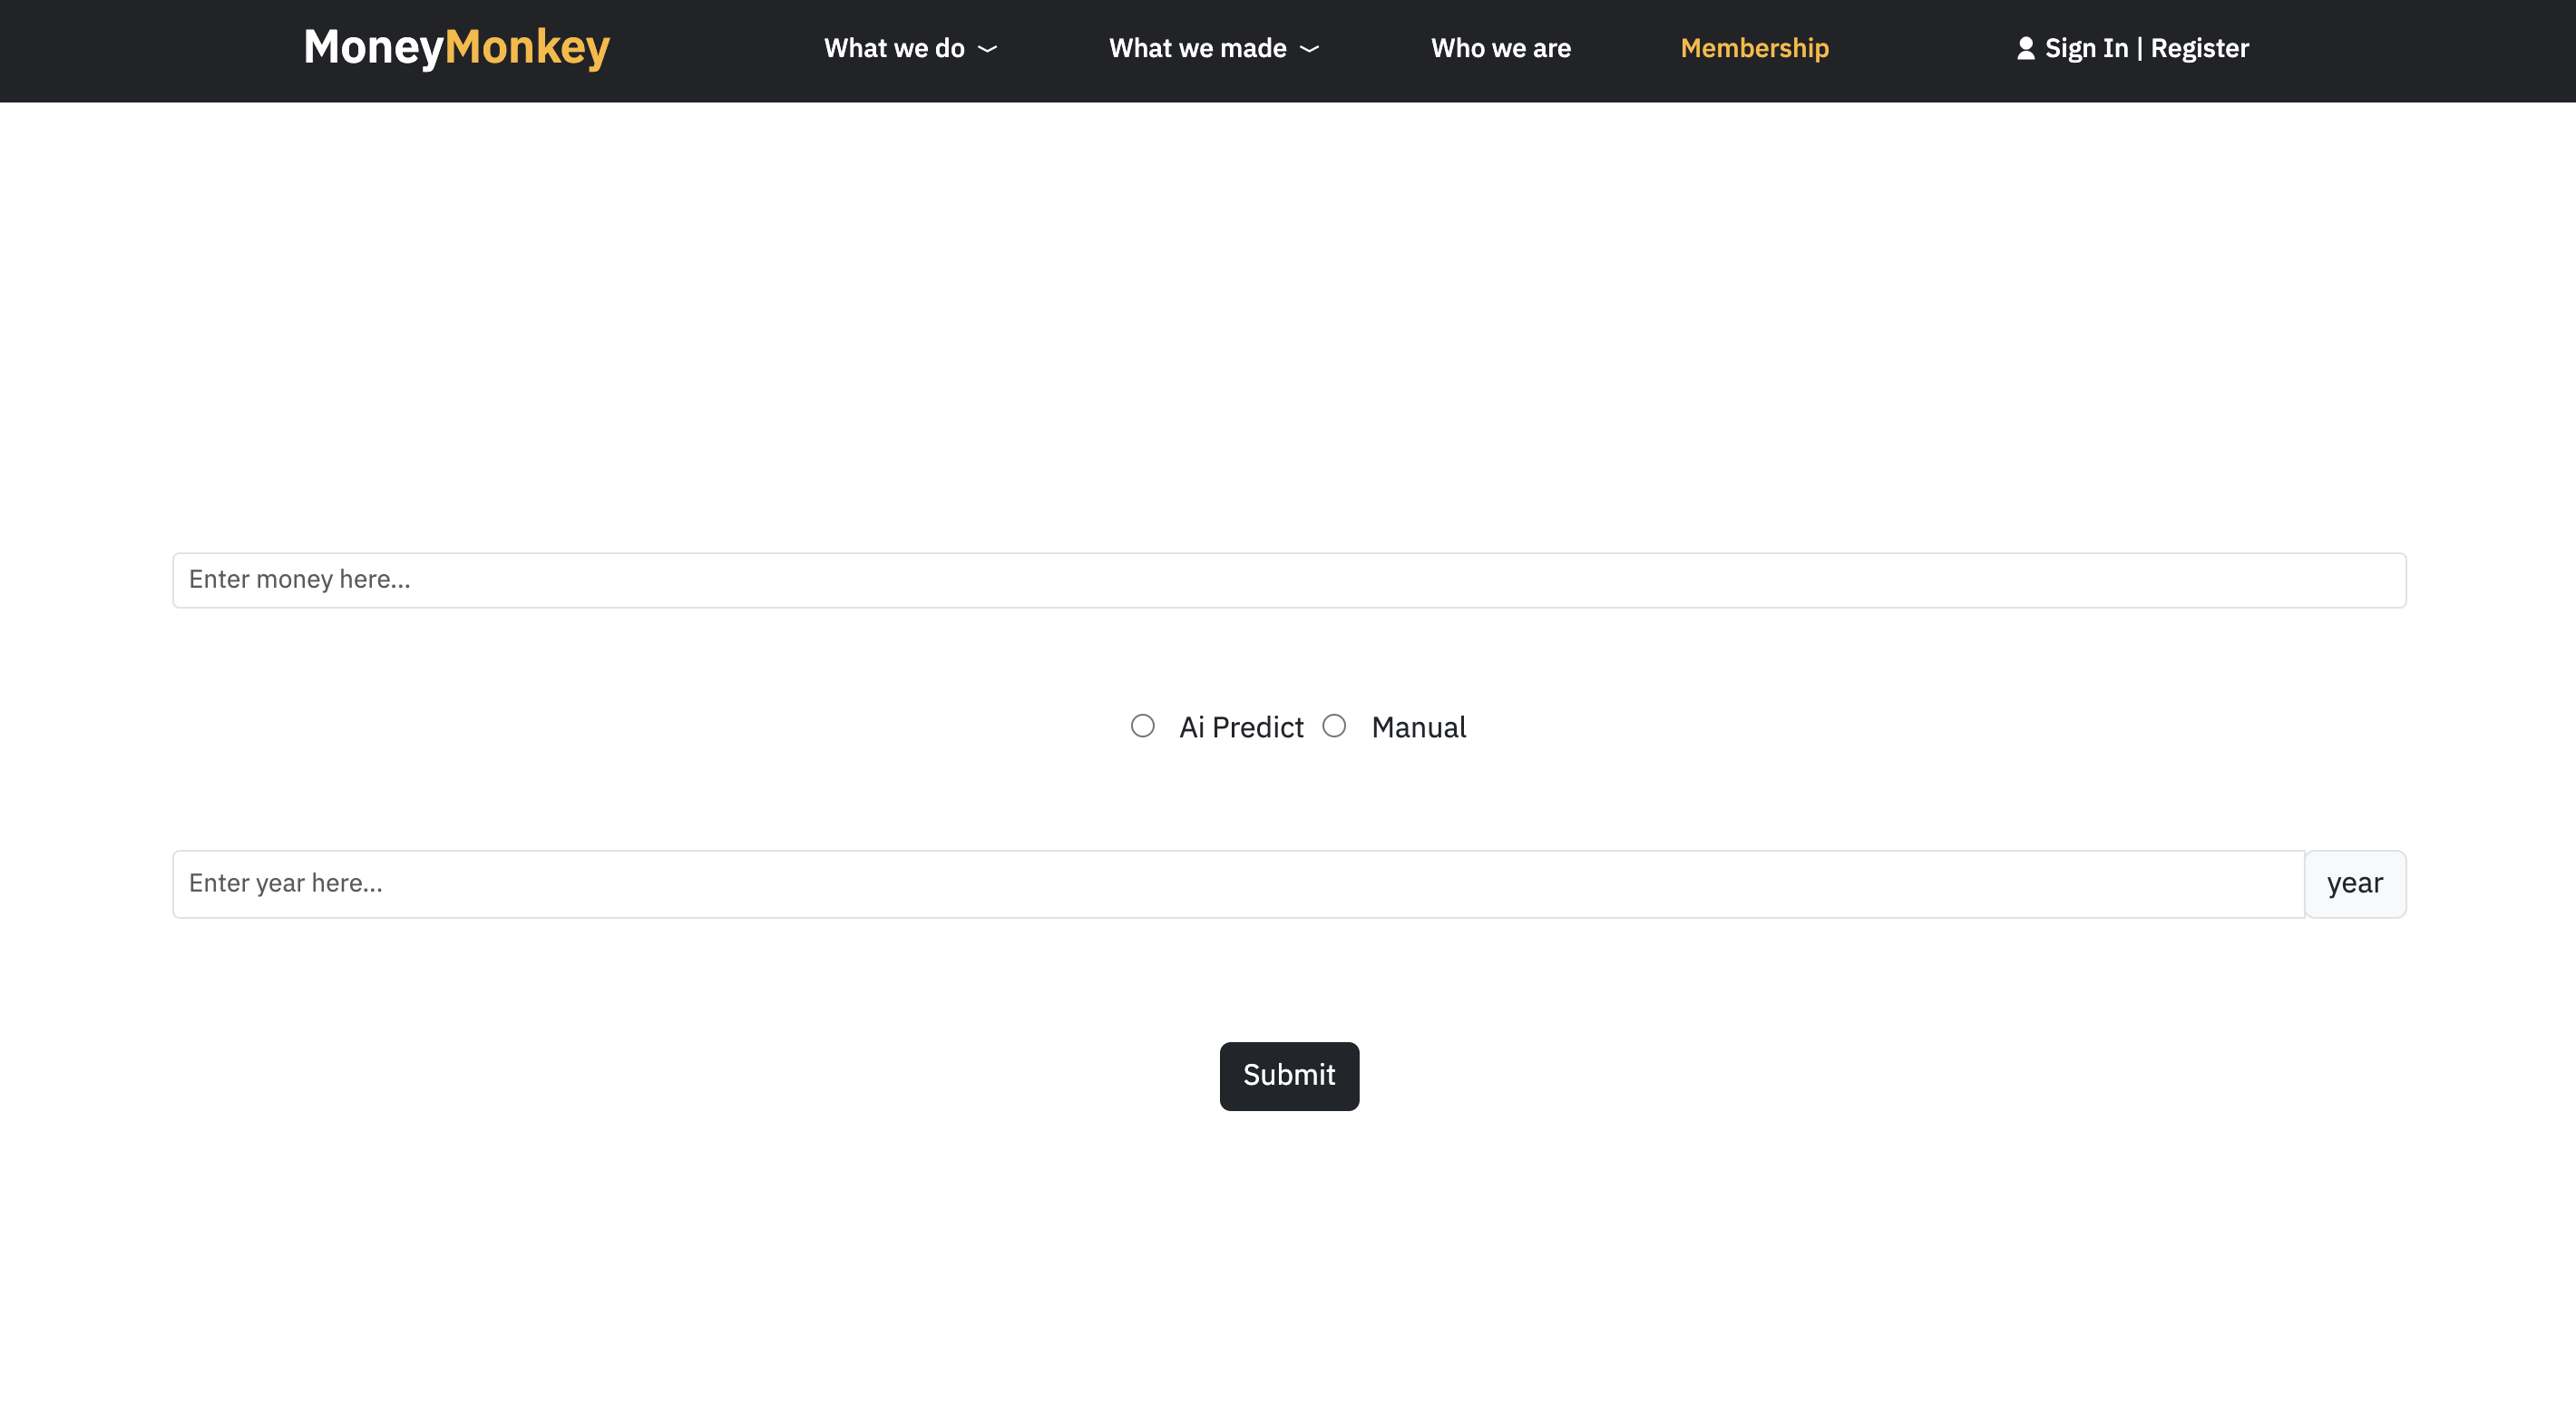 MoneyMonkey What we do What we made Who we are Membership Sign In | Register
Enter money here...
Ai Predict Manual
Enter year here... year
Submit